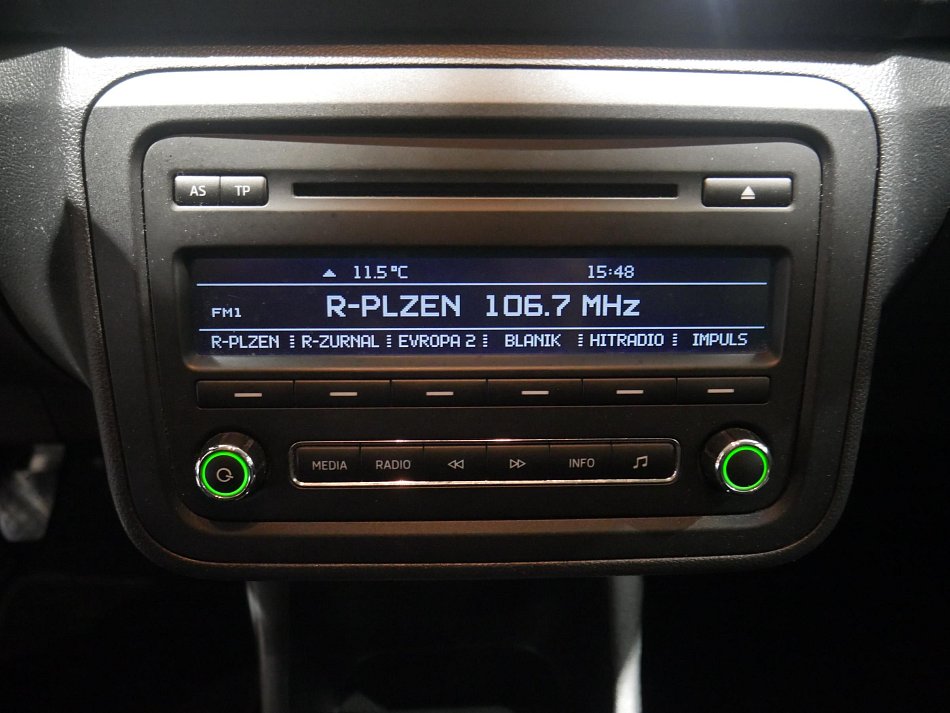 AS TP
11.5°C 15:48
FM1 R-PLZEN 106.7 MHz
R-PLZEN R-ZURNAL EVROPA 2 BLANIK HITRADIO IMPULS
MEDIA RADIO INFO